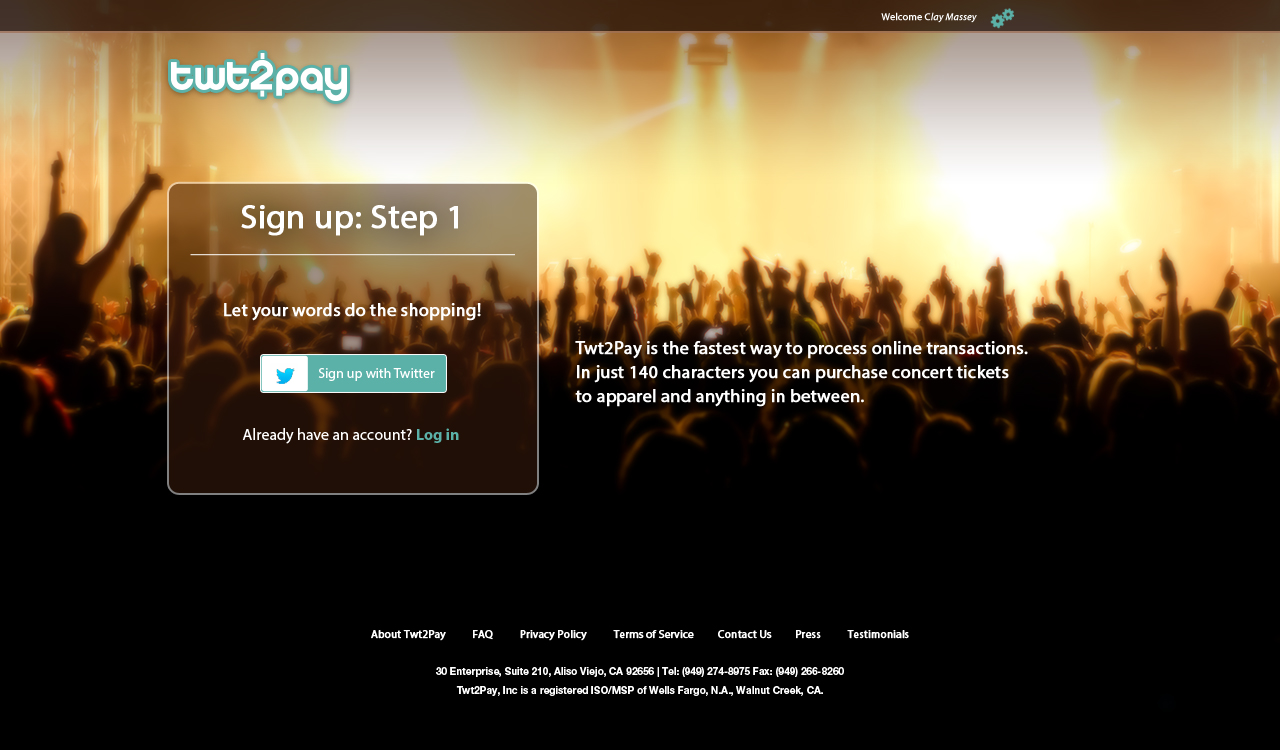 Welcome Clay Massey
twt2pay
Sign up: Step 1
Let your words do the shopping!
Sign up with Twitter
Already have an account? Log in
Twt2Pay is the fastest way to process online transactions.
In just 140 characters you can purchase concert tickets
to apparel and anything in between.
About Twt2Pay FAQ Privacy Policy Terms of Service Contact Us Press Testimonials
30 Enterprise, Suite 210, Aliso Viejo, CA 92656 | Tel: (949) 274-8975 Fax: (949) 266-8260
Twt2Pay, Inc is a registered ISO/MSP of Wells Fargo, N.A., Walnut Creek, CA.